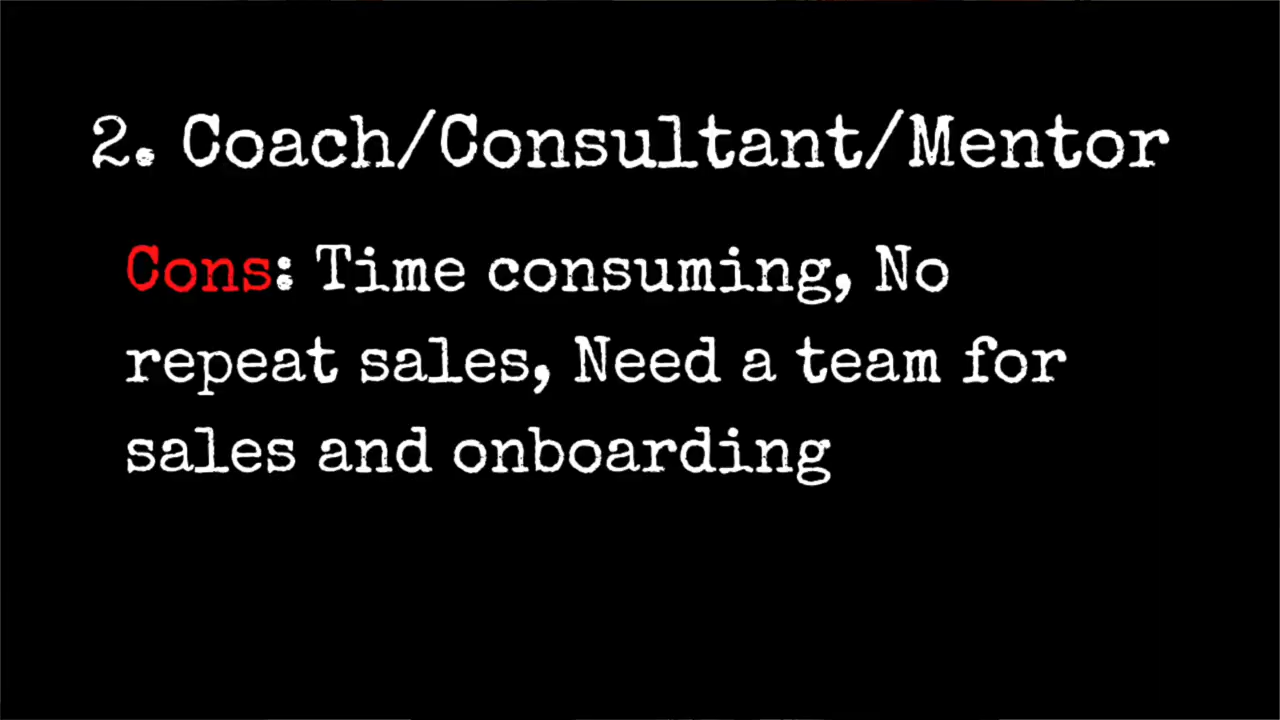 2. Coach/Consultant/Mentor
Cons: Time consuming, No
repeat sales, Need a team for
sales and onboarding